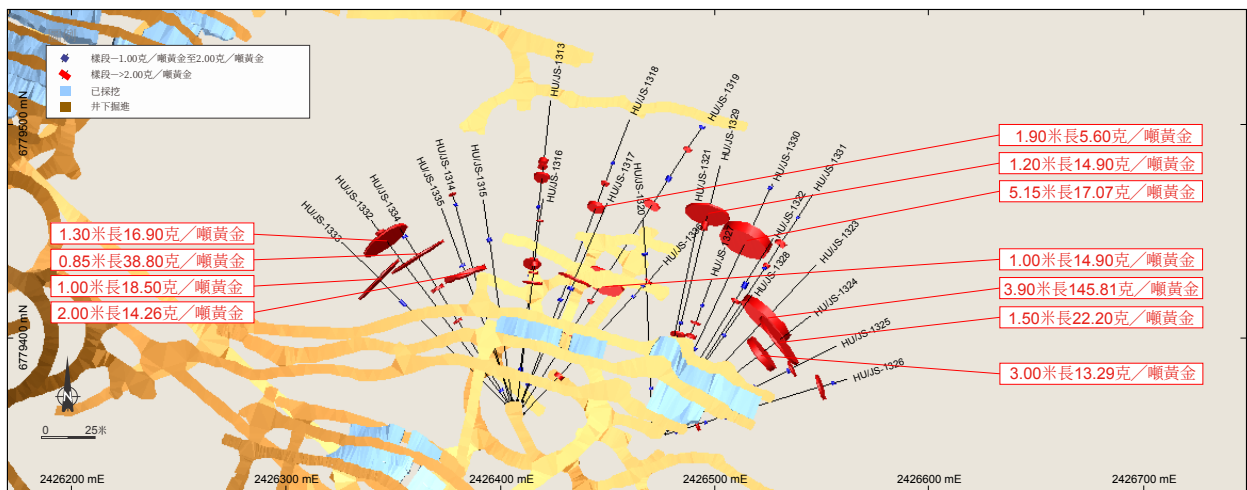 樣段—1.00克／噸黃金至2.00克／噸黃金
樣段—>2.00克／噸黃金
已採挖
井下掘進
6779500 mN
6779400 mN
HU/JS-1313
HU/JS-1318
HU/JS-1319
HU/JS-1329
HU/JS-1321
HU/JS-1330
HU/JS-1331
HU/JS-1316
HU/JS-1317
HU/JS-1320
HU/JS-1314
HU/JS-1315
HU/JS-1335
HU/JS-1334
HU/JS-1332
HU/JS-1333
HU/JS-1336
HU/JS-1327
HU/JS-1322
HU/JS-1328
HU/JS-1323
HU/JS-1324
HU/JS-1325
HU/JS-1326
1.90米長5.60克／噸黃金
1.20米長14.90克／噸黃金
5.15米長17.07克／噸黃金
1.30米長16.90克／噸黃金
0.85米長38.80克／噸黃金
1.00米長18.50克／噸黃金
2.00米長14.26克／噸黃金
1.00米長14.90克／噸黃金
3.90米長145.81克／噸黃金
1.50米長22.20克／噸黃金
3.00米長13.29克／噸黃金
N
0 25米
2426200 mE
2426300 mE
2426400 mE
2426500 mE
2426600 mE
2426700 mE